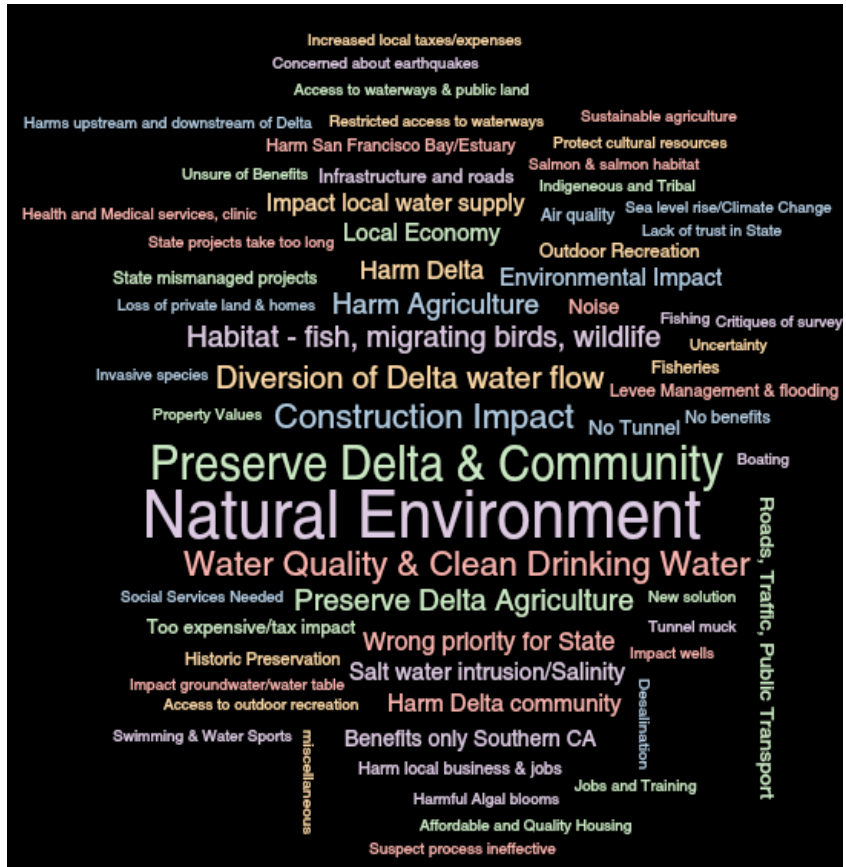 Increased local taxes/expenses
Concerned about earthquakes
Access to waterways & public land
Harms upstream and downstream of Delta
Restricted access to waterways
Sustainable agriculture
Harm San Francisco Bay/Estuary
Protect cultural resources
Salmon & salmon habitat
Unsure of Benefits
Infrastructure and roads
Indigeneous and Tribal
Impact local water supply
Health and Medical services, clinic
Air quality
Sea level rise/Climate Change
Local Economy
Lack of trust in State
State projects take too long
Outdoor Recreation
State mismanaged projects
Harm Delta
Environmental Impact
Loss of private land & homes
Harm Agriculture
Noise
Fishing
Critiques of survey
Habitat - fish, migrating birds, wildlife
Uncertainty
Invasive species
Diversion of Delta water flow
Fisheries
Levee Management & flooding
Property Values
Construction Impact
No Tunnel
No benefits
Preserve Delta & Community
Boating
Natural Environment
Roads, Traffic, Public Transport
Water Quality & Clean Drinking Water
Social Services Needed
Preserve Delta Agriculture
New solution
Too expensive/tax impact
Wrong priority for State
Tunnel muck
Historic Preservation
Salt water intrusion/Salinity
Impact wells
Impact groundwater/water table
Access to outdoor recreation
Harm Delta community
Desalination
Swimming & Water Sports
miscellaneous
Benefits only Southern CA
Harm local business & jobs
Jobs and Training
Harmful Algal blooms
Affordable and Quality Housing
Suspect process ineffective